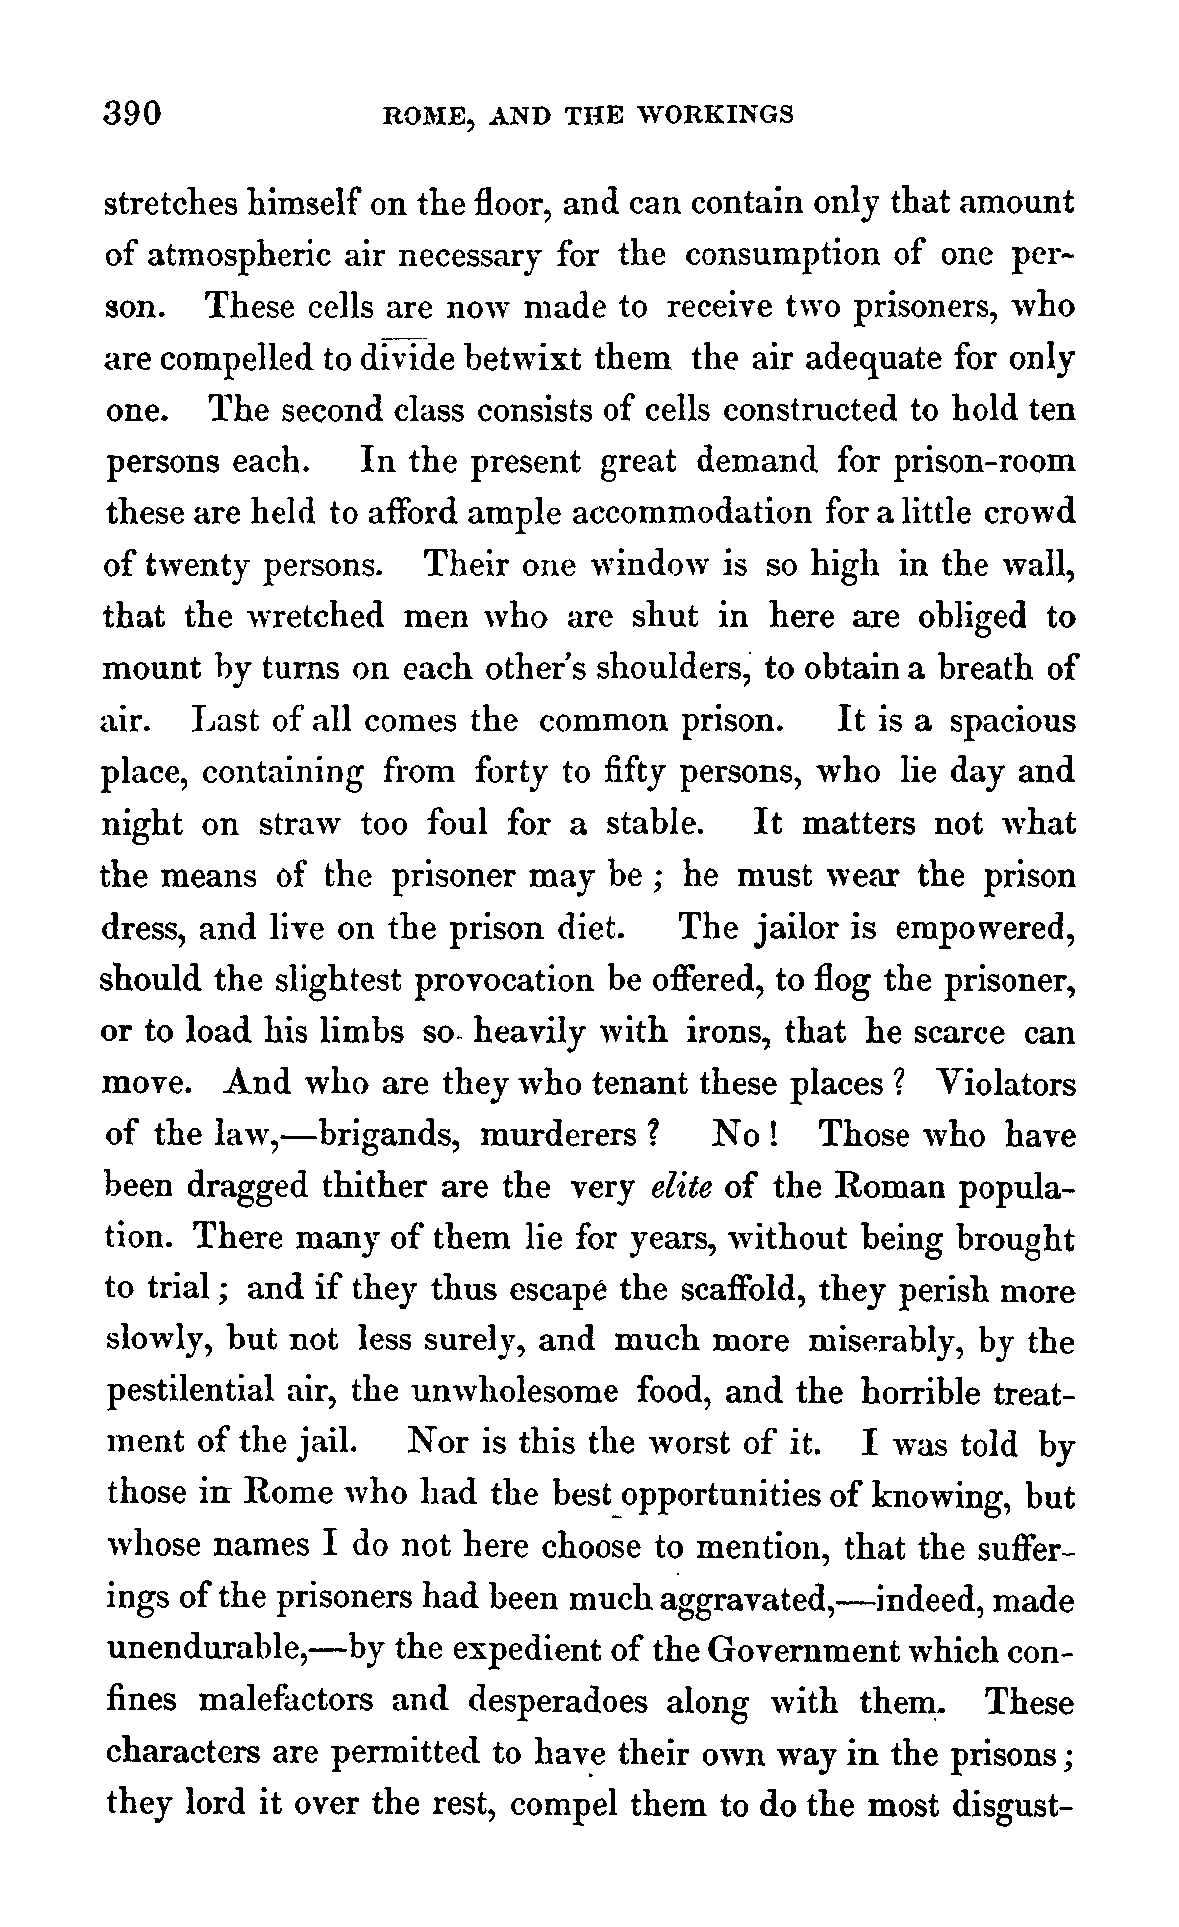 390 ROME, AND THE WORKINGS
stretches himself on the floor, and can contain only that amount
of atmospheric air necessary for the consumption of one per-
son. These cells are now made to receive two prisoners, who
are compelled to divide betwixt them the air adequate for only
one. The second class consists of cells constructed to hold ten
persons each. In the present great demand for prison-room
these are held to afford ample accommodation for a little crowd
of twenty persons. Their one window is so high in the wall,
that the wretched men who are shut in here are obliged to
mount by turns on each other's shoulders, to obtain a breath of
air. Last of all comes the common prison. It is a spacious
place, containing from forty to fifty persons, who lie day and
night on straw too foul for a stable. It matters not what
the means of the prisoner may be ; he must wear the prison
dress, and live on the prison diet. The jailor is empowered,
should the slightest provocation be offered, to flog the prisoner,
or to load his limbs so heavily with irons, that he scarce can
move. And who are they who tenant these places ? Violators
of the law,—brigands, murderers ? No ! Those who have
been dragged thither are the very elite of the Roman popula-
tion. There many of them lie for years, without being brought
to trial ; and if they thus escape the scaffold, they perish more
slowly, but not less surely, and much more miserably, by the
pestilential air, the unwholesome food, and the horrible treat-
ment of the jail. Nor is this the worst of it. I was told by
those in Rome who had the best opportunities of knowing, but
whose names I do not here choose to mention, that the suffer-
ings of the prisoners had been much aggravated,—indeed, made
unendurable,—by the expedient of the Government which con-
fines malefactors and desperadoes along with them. These
characters are permitted to have their own way in the prisons ;
they lord it over the rest, compel them to do the most disgust-